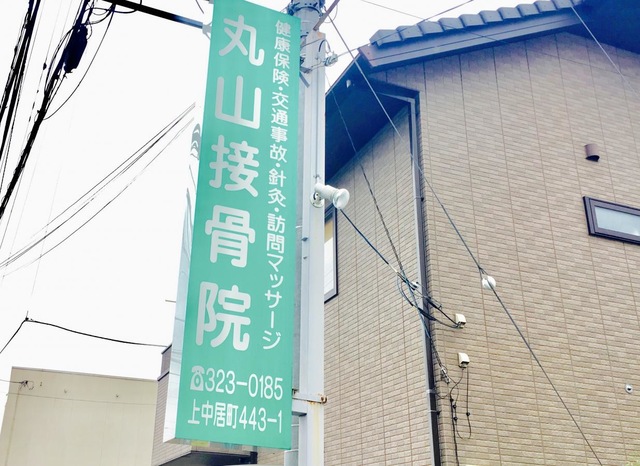 健康保険・交通事故・針灸・訪問マッサージ
丸山接骨院
☎323-0185
上中居町443-1